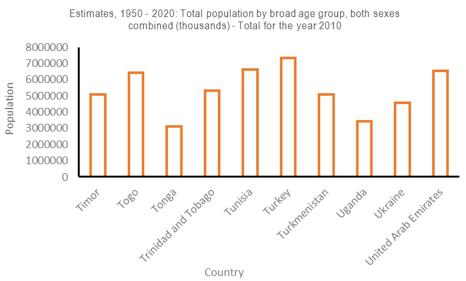 Estimates, 1950 - 2020: Total population by broad age group, both sexes
combined (thousands) - Total for the year 2010
8000000
7000000
6000000
5000000
4000000
3000000
2000000
1000000
0
Population
Timor
Togo
Tonga
Trinidad and Tobago
Tunisia
Turkey
Turkmenistan
Uganda
Ukraine
United Arab Emirates
Country